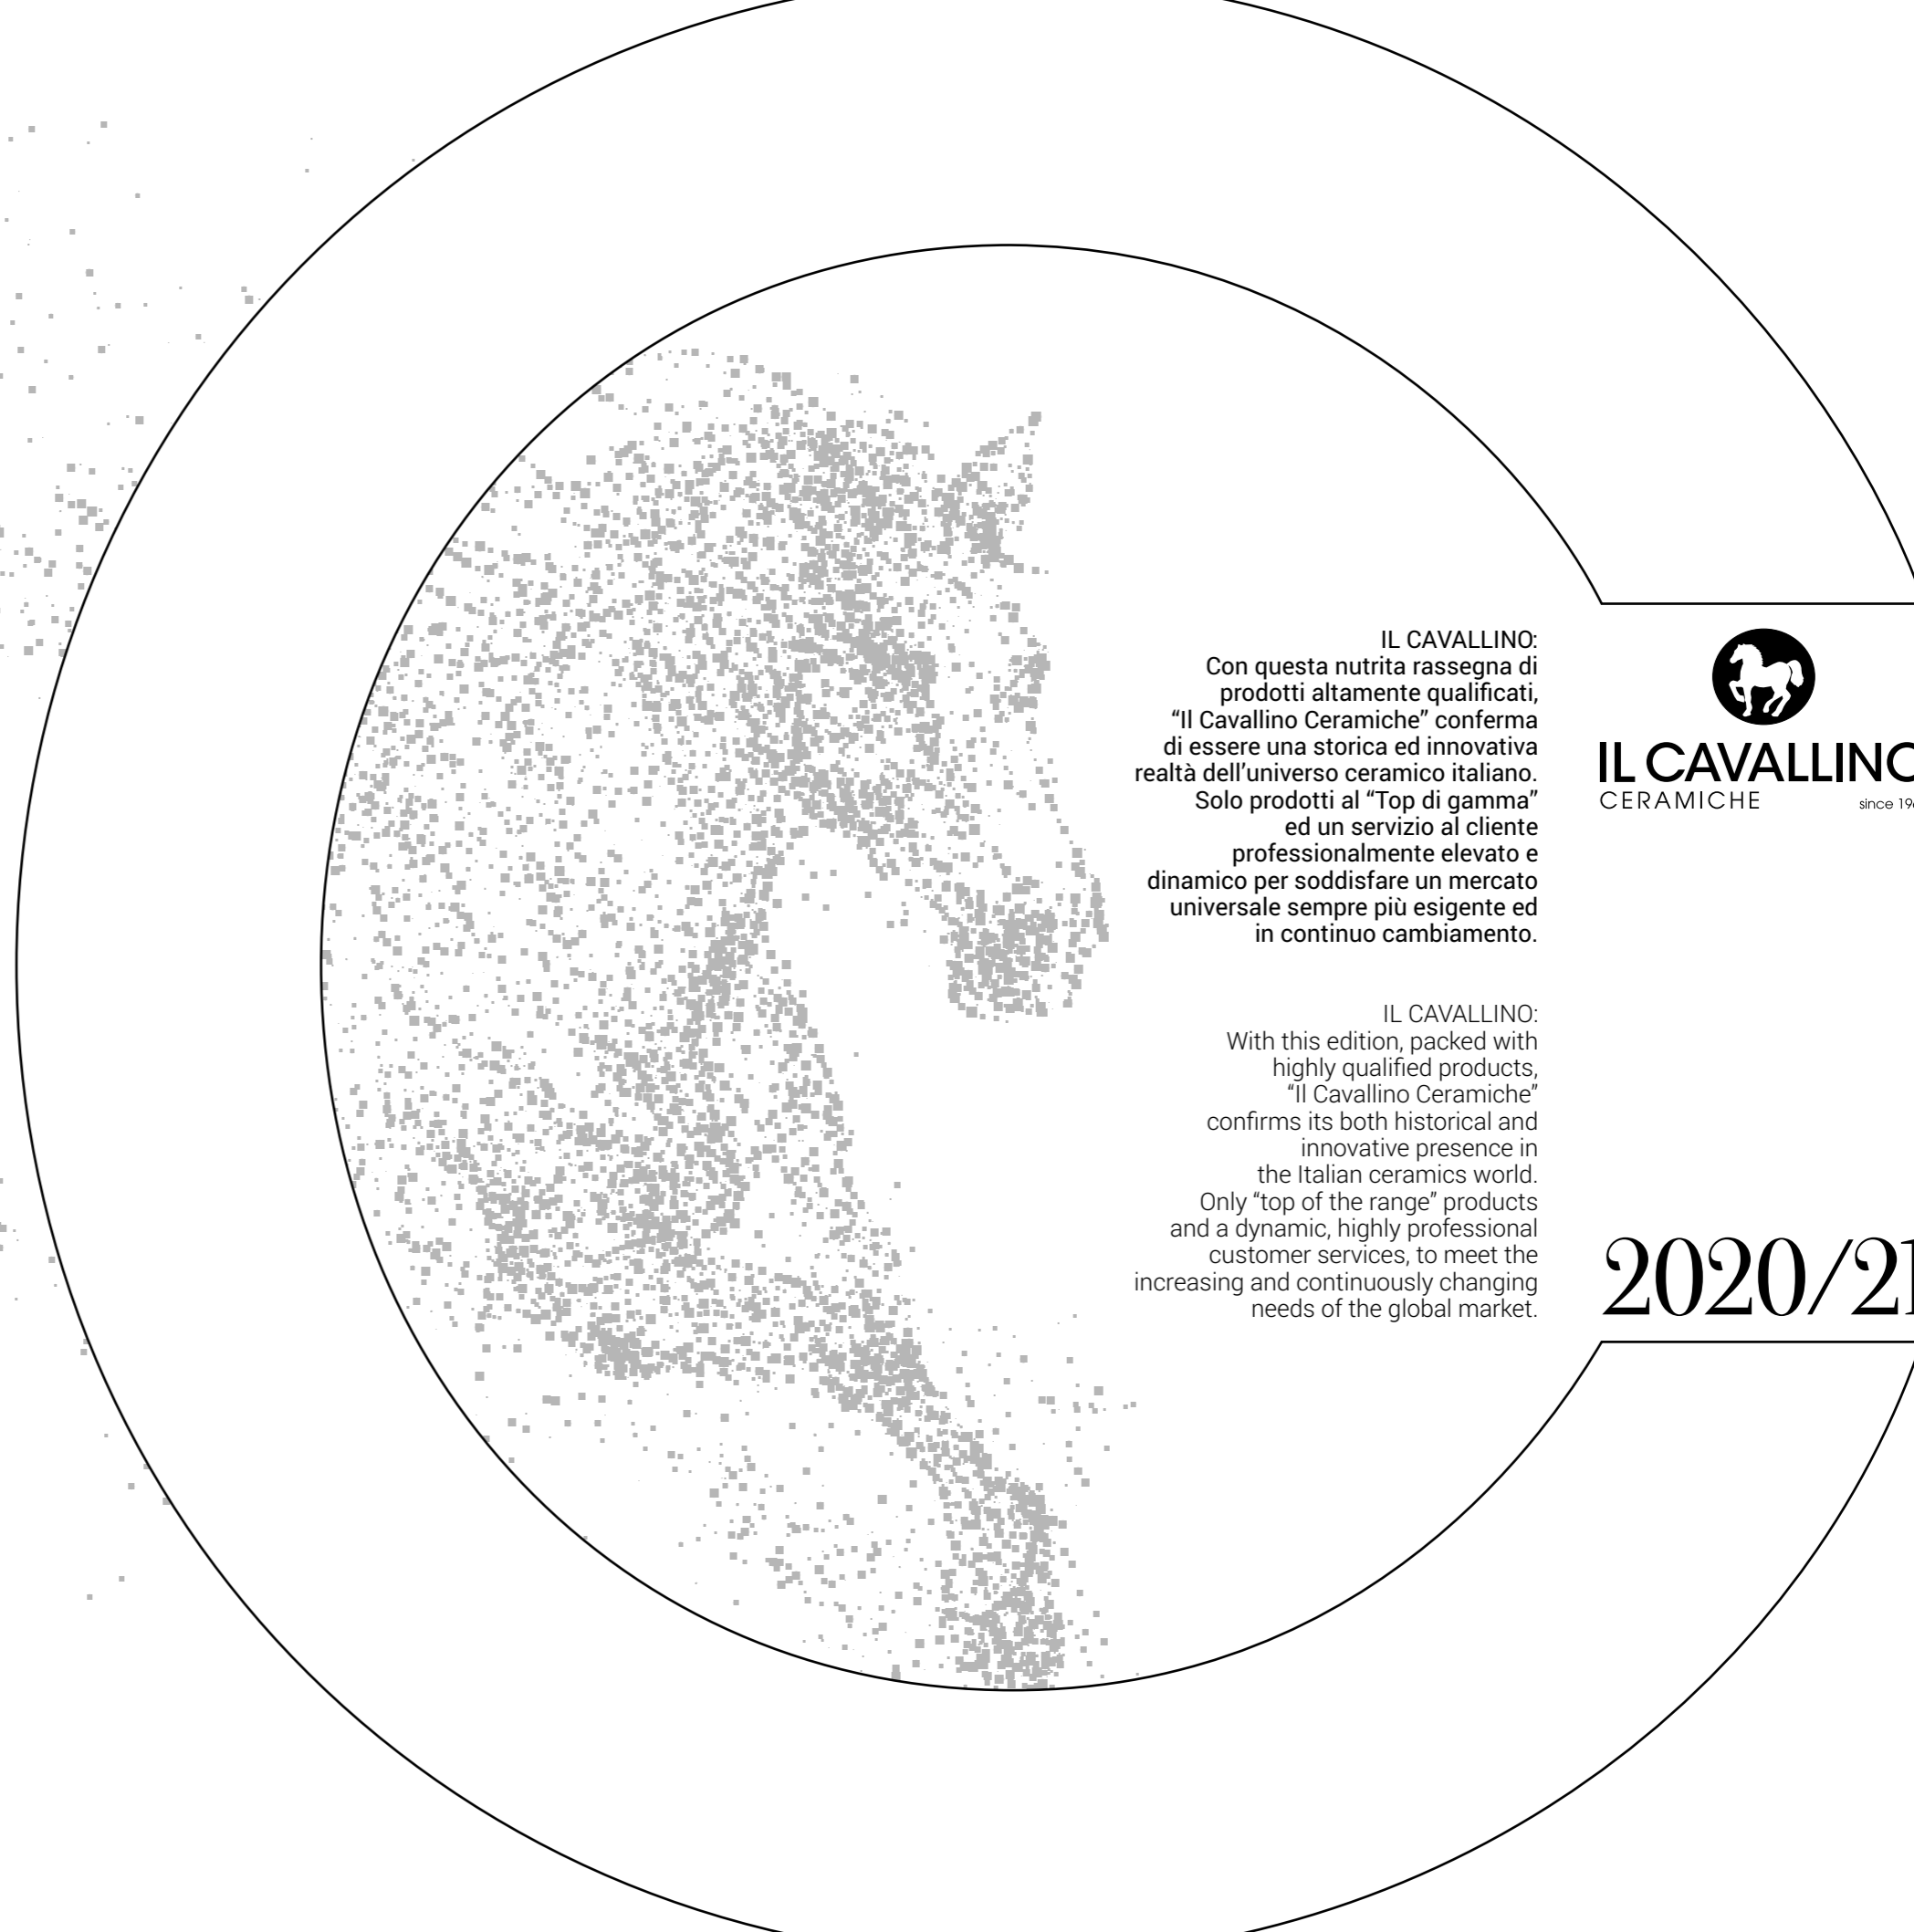 IL CAVALLINO:
Con questa nutrita rassegna di
prodotti altamente qualificati,
“Il Cavallino Ceramiche” conferma
di essere una storica ed innovativa
realtà dell’universo ceramico italiano.
Solo prodotti al “Top di gamma”
ed un servizio al cliente
professionalmente elevato e
dinamico per soddisfare un mercato
universale sempre più esigente ed
in continuo cambiamento.
IL CAVALLINO:
With this edition, packed with
highly qualified products,
“Il Cavallino Ceramiche”
confirms its both historical and
innovative presence in
the Italian ceramics world.
Only “top of the range” products
and a dynamic, highly professional
customer services, to meet the
increasing and continuously changing
needs of the global market.
IL CAVALLINO
CERAMICHE since
2020/21